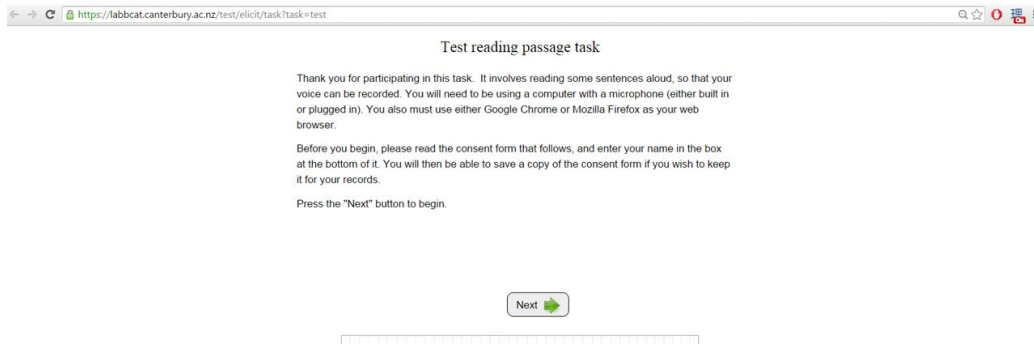 https://labbcat.canterbury.ac.nz/test/elicit/task?task=test
Test reading passage task
Thank you for participating in this task. It involves reading some sentences aloud, so that your
voice can be recorded. You will need to be using a computer with a microphone (either built in
or plugged in). You also must use either Google Chrome or Mozilla Firefox as your web
browser.
Before you begin, please read the consent form that follows, and enter your name in the box
at the bottom of it. You will then be able to save a copy of the consent form if you wish to keep
it for your records.
Press the "Next" button to begin.
Next